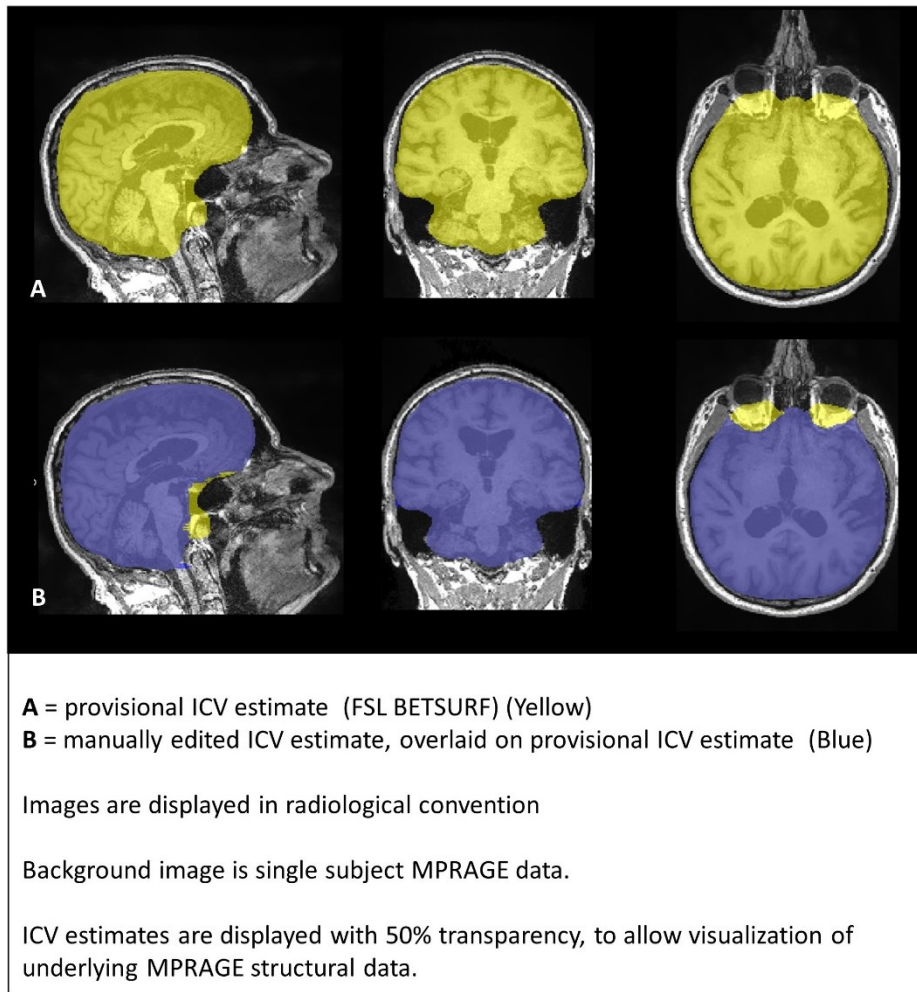 A
B
A = provisional ICV estimate (FSL BETSURF) (Yellow)
B = manually edited ICV estimate, overlaid on provisional ICV estimate (Blue)
Images are displayed in radiological convention
Background image is single subject MPRAGE data.
ICV estimates are displayed with 50% transparency, to allow visualization of
underlying MPRAGE structural data.